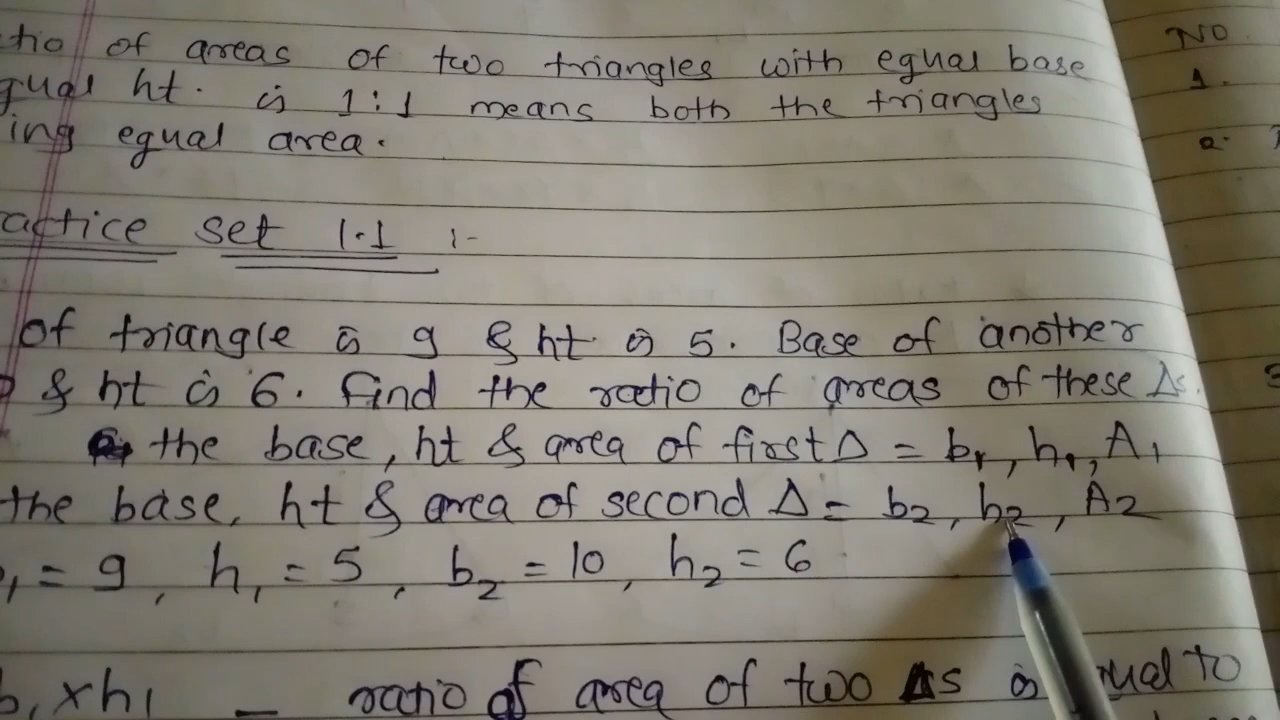 tio of areas of two triangles with equal base
qual ht. is 1:1 means both the triangles
ing equal area.
actice set 1.1 :-
of triangle is 9 & ht is 5. Base of another
& ht is 6. Find the ratio of areas of these Δs.
the base, ht & area of first Δ = b1, h1, A1
the base, ht & area of second Δ = b2, h2, A2
b1 = 9, h1 = 5, b2 = 10, h2 = 6
b1 x h1 — ratio of area of two Δs is qual to
NO
1.
2.